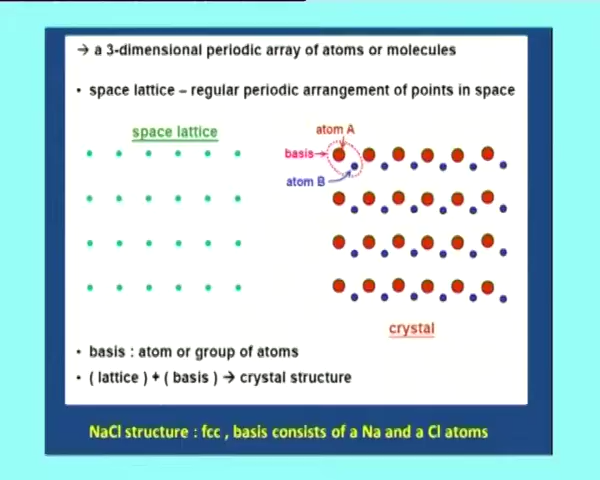 → a 3-dimensional periodic array of atoms or molecules
• space lattice – regular periodic arrangement of points in space
space lattice
atom A
basis→
atom B
crystal
• basis : atom or group of atoms
• ( lattice ) + ( basis ) → crystal structure
NaCl structure : fcc , basis consists of a Na and a Cl atoms